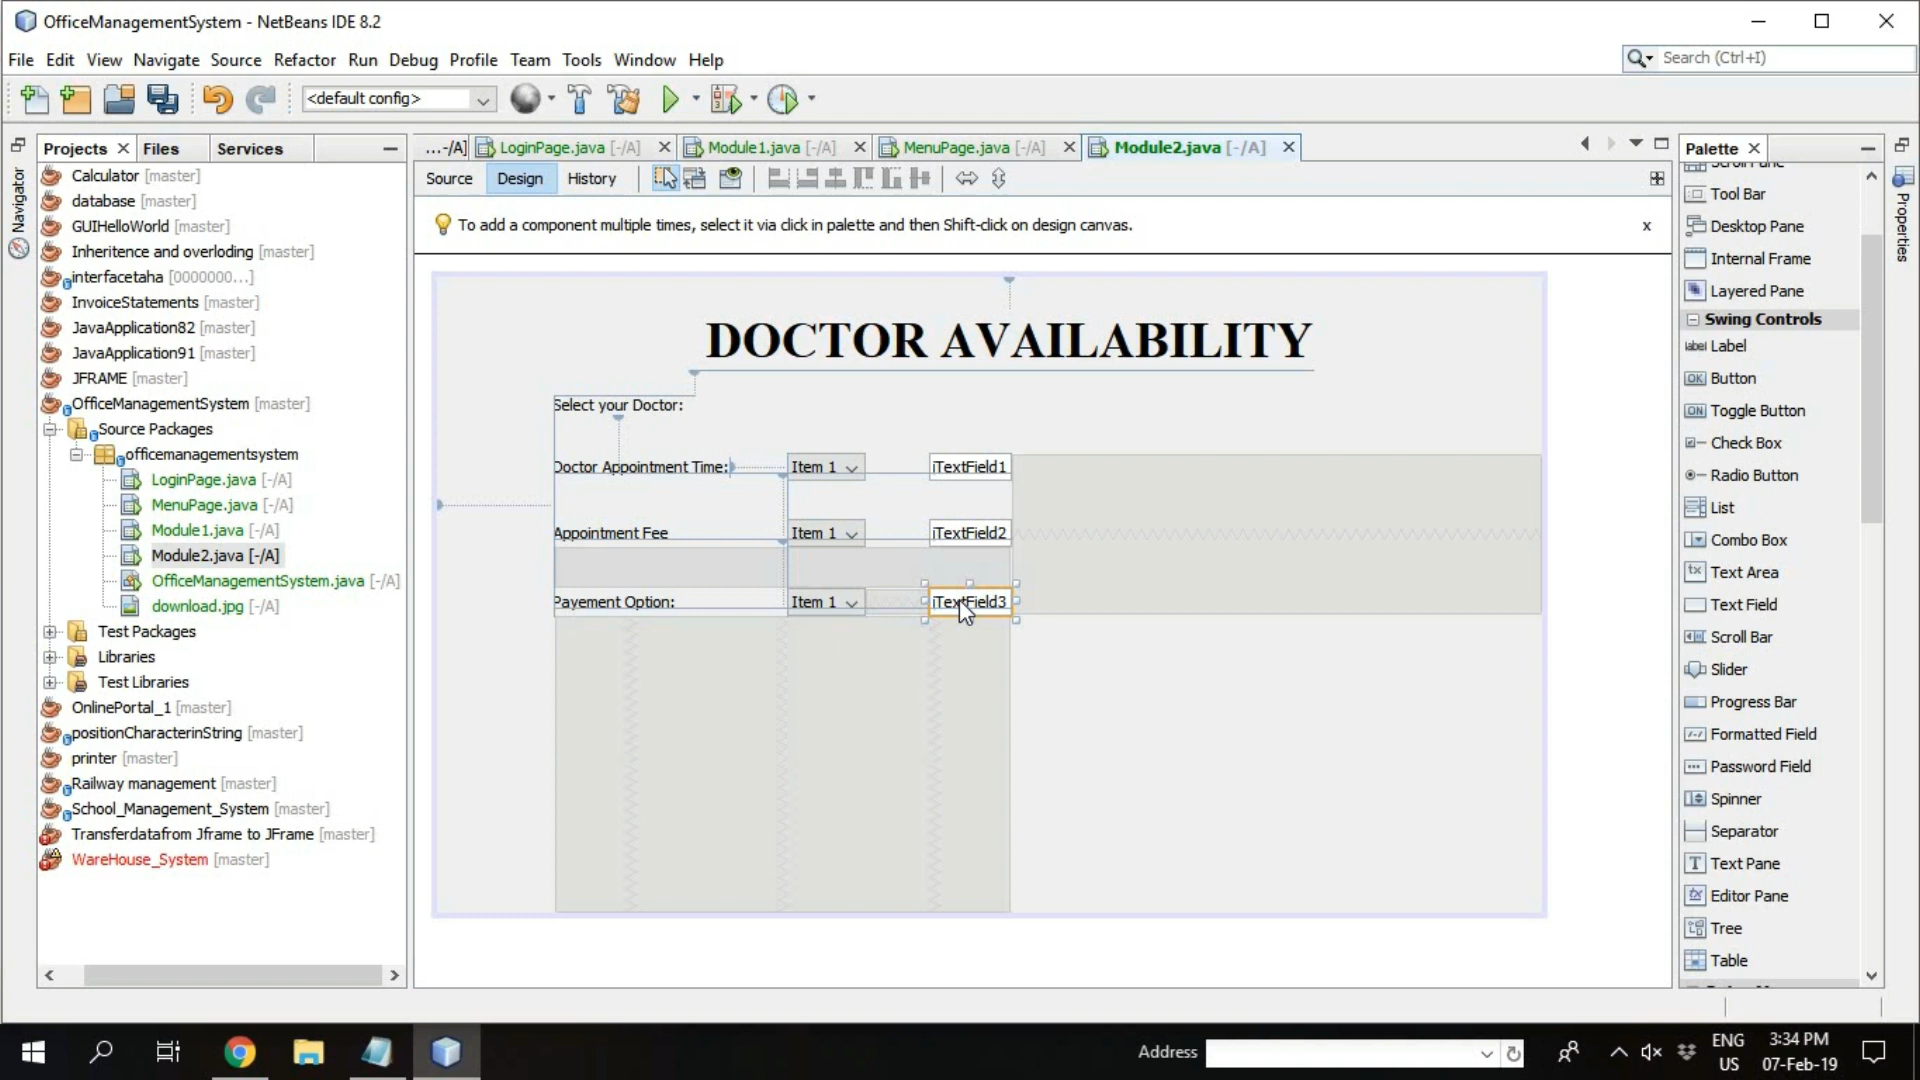 OfficeManagementSystem - NetBeans IDE 8.2
File Edit View Navigate Source Refactor Run Debug Profile Team Tools Window Help
Search (Ctrl+I)
<default config>
Projects Files Services
...-/A] LoginPage.java [-/A] Module1.java [-/A] MenuPage.java [-/A] Module2.java [-/A]
Source Design History
To add a component multiple times, select it via click in palette and then Shift-click on design canvas. x
Navigator
Calculator [master]
database [master]
GUIHelloWorld [master]
Inheritence and overloding [master]
interfacetaha [0000000...]
InvoiceStatements [master]
JavaApplication82 [master]
JavaApplication91 [master]
JFRAME [master]
OfficeManagementSystem [master]
Source Packages
officemanagementsystem
LoginPage.java [-/A]
MenuPage.java [-/A]
Module1.java [-/A]
Module2.java [-/A]
OfficeManagementSystem.java [-/A]
download.jpg [-/A]
Test Packages
Libraries
Test Libraries
OnlinePortal_1 [master]
positionCharacterinString [master]
printer [master]
Railway management [master]
School_Management_System [master]
Transferdatafrom Jframe to JFrame [master]
WareHouse_System [master]
DOCTOR AVAILABILITY
Select your Doctor:
Doctor Appointment Time: Item 1 jTextField1
Appointment Fee Item 1 jTextField2
Payement Option: Item 1 jTextField3
Palette
Scroll Pane
Tool Bar
Desktop Pane
Internal Frame
Layered Pane
Swing Controls
label Label
OK Button
ON Toggle Button
Check Box
Radio Button
List
Combo Box
Text Area
Text Field
Scroll Bar
Slider
Progress Bar
Formatted Field
Password Field
Spinner
Separator
Text Pane
Editor Pane
Tree
Table
Properties
Address
ENG
US
3:34 PM
07-Feb-19